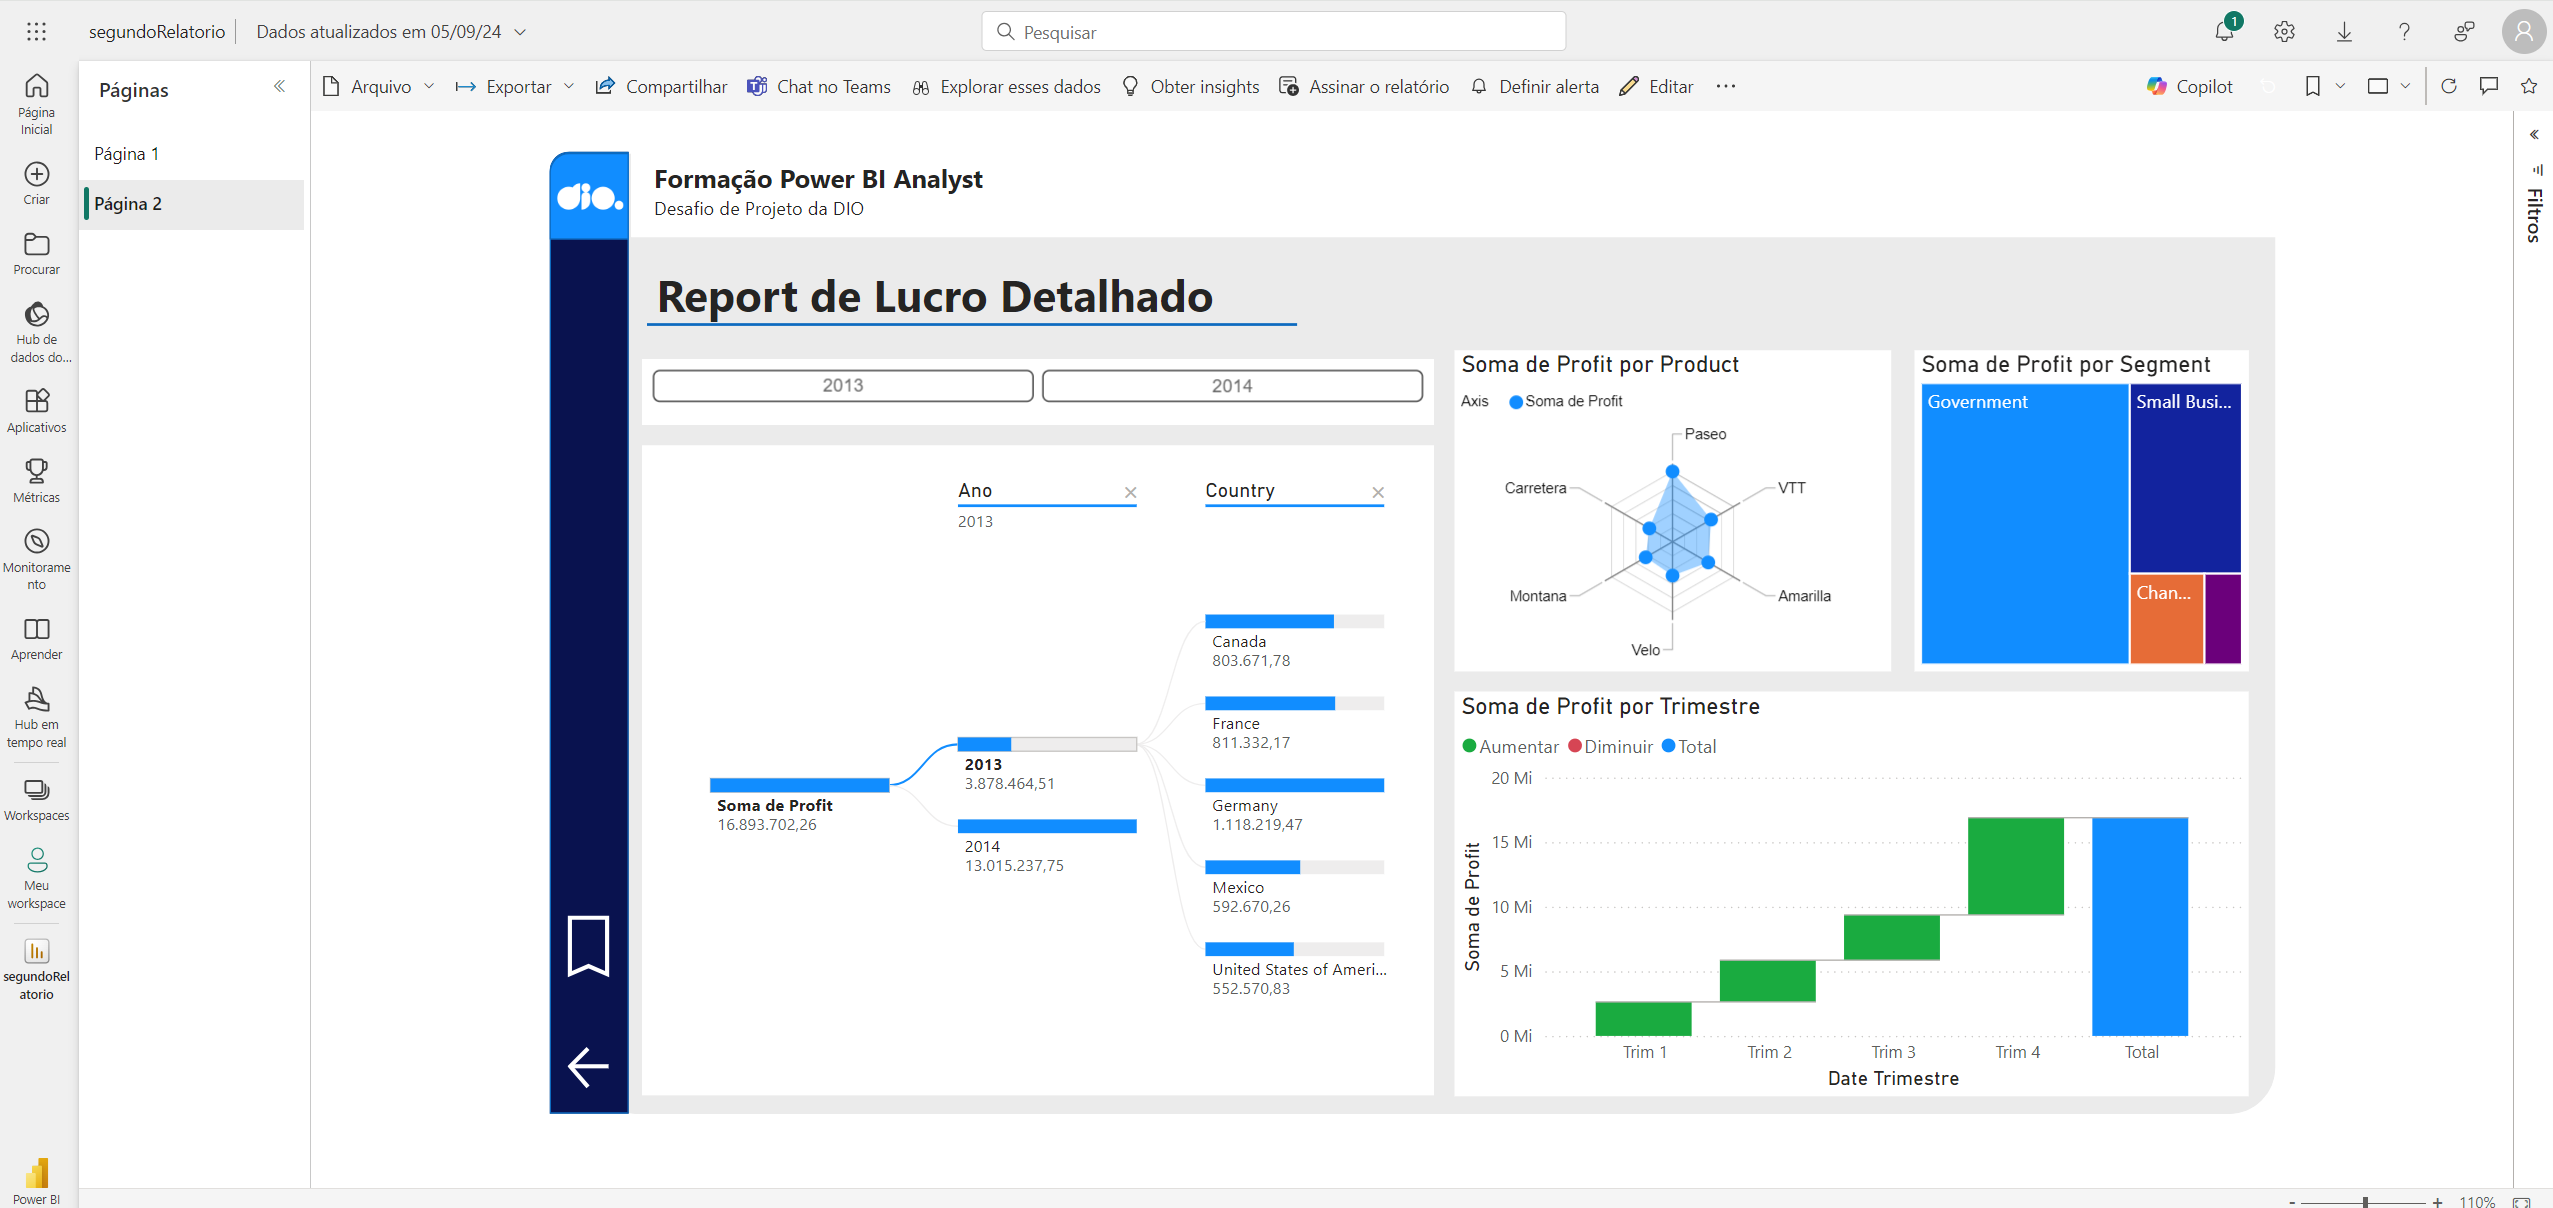 segundoRelatorio
Dados atualizados em 05/09/24
Pesquisar
1
Página Inicial
Criar
Procurar
Hub de dados do...
Aplicativos
Métricas
Monitoramento
Aprender
Hub em tempo real
Workspaces
Meu workspace
segundoRelatorio
Power BI
Páginas
Página 1
Página 2
Arquivo
Exportar
Compartilhar
Chat no Teams
Explorar esses dados
Obter insights
Assinar o relatório
Definir alerta
Editar
Copilot
Filtros
dio.
Formação Power BI Analyst
Desafio de Projeto da DIO
Report de Lucro Detalhado
2013
2014
Ano
2013
Country
Soma de Profit
16.893.702,26
2013
3.878.464,51
2014
13.015.237,75
Canada
803.671,78
France
811.332,17
Germany
1.118.219,47
Mexico
592.670,26
United States of Ameri...
552.570,83
Soma de Profit por Product
Axis
Soma de Profit
Paseo
VTT
Amarilla
Velo
Montana
Carretera
Soma de Profit por Segment
Government
Small Busi...
Chan...
Soma de Profit por Trimestre
Aumentar
Diminuir
Total
Soma de Profit
20 Mi
15 Mi
10 Mi
5 Mi
0 Mi
Trim 1
Trim 2
Trim 3
Trim 4
Total
Date Trimestre
- + 110%